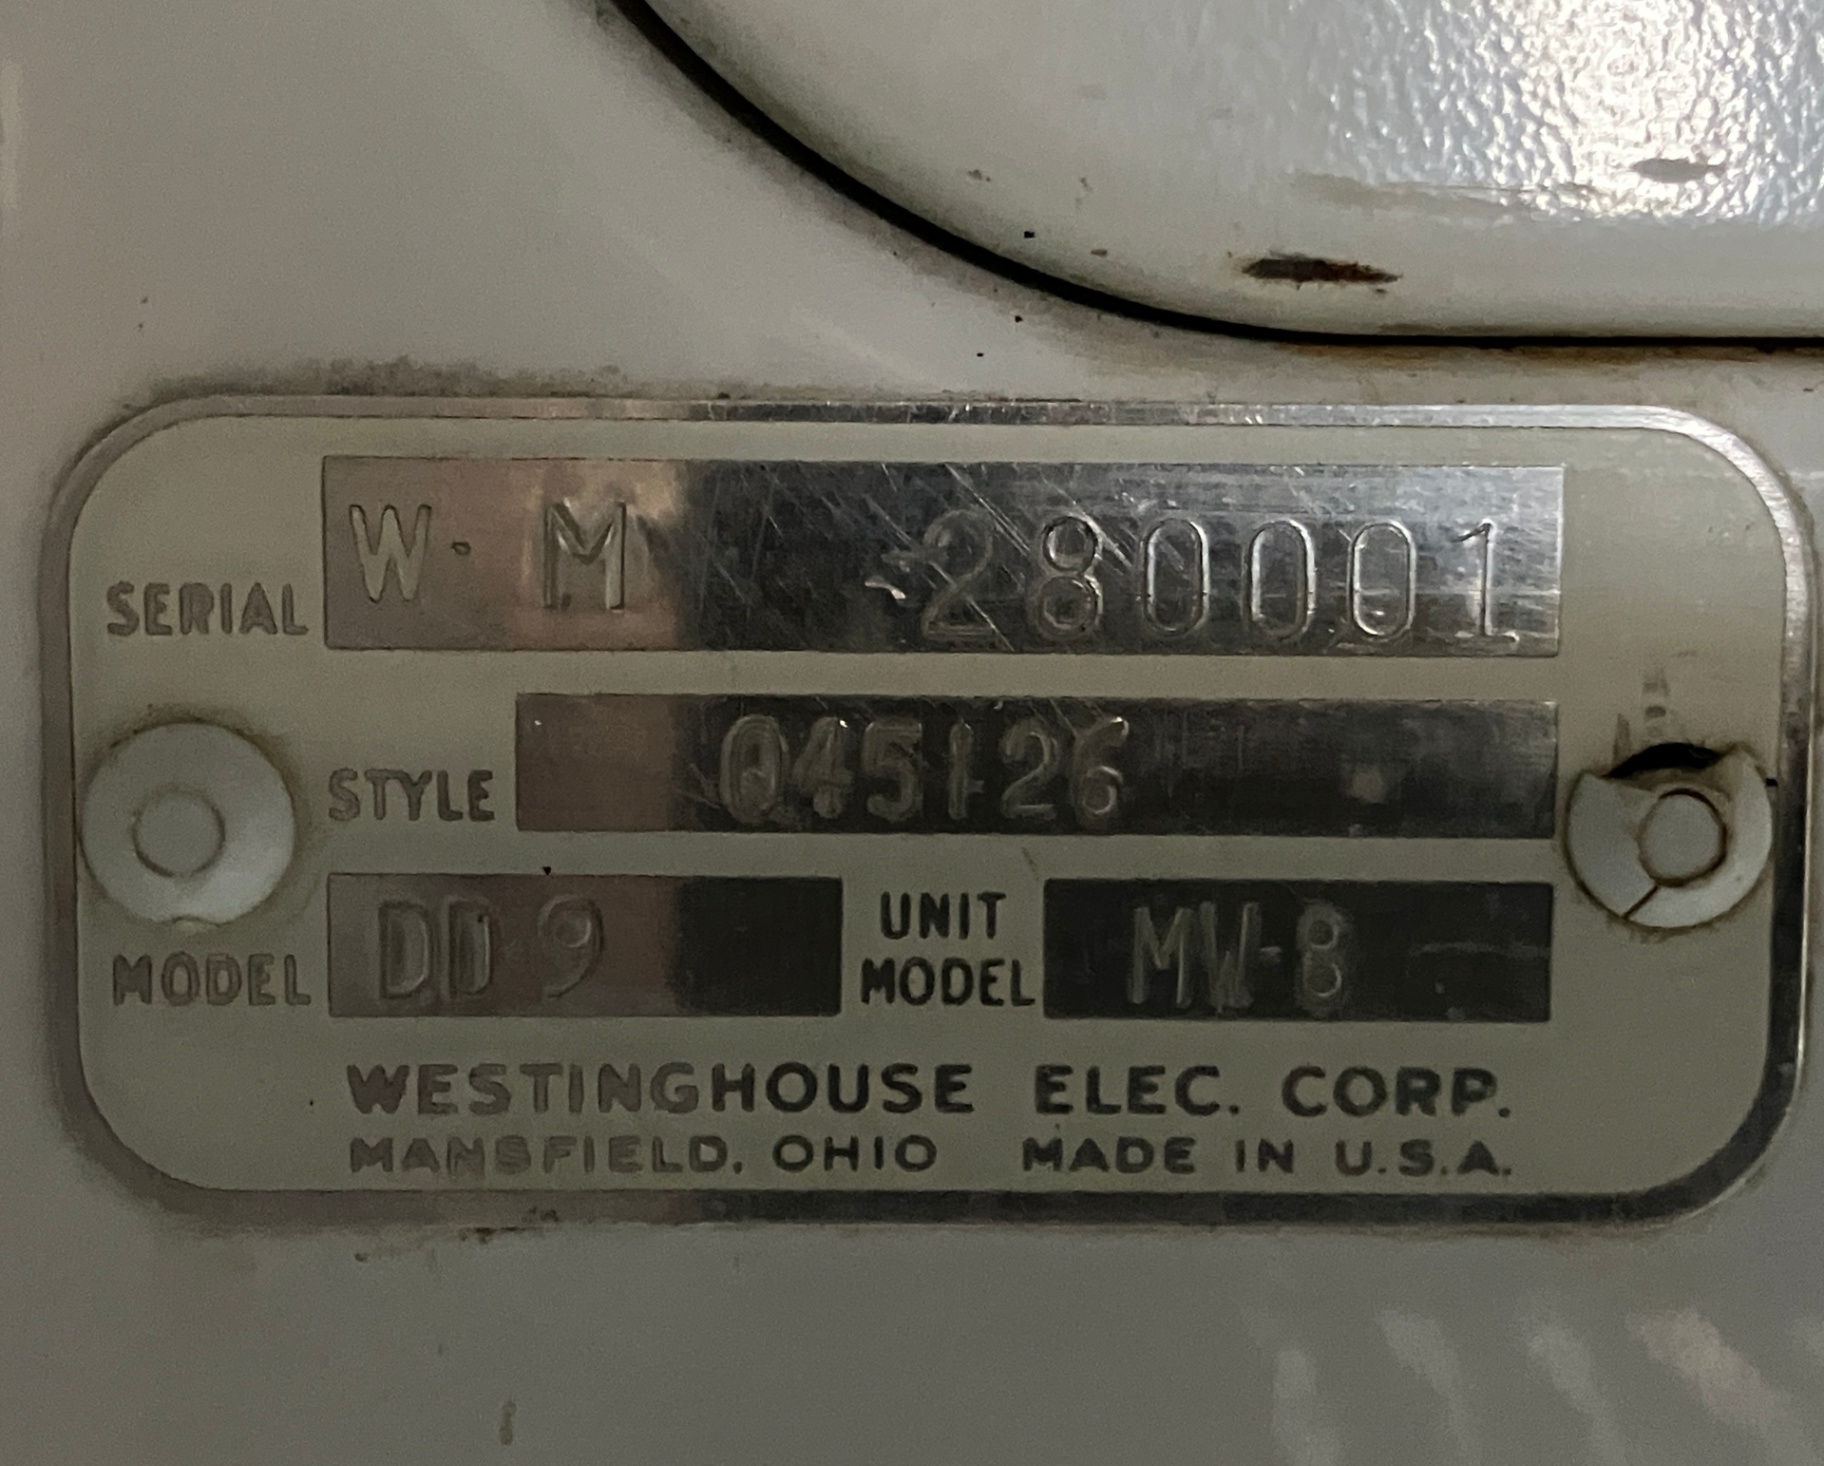 SERIAL W. M -280001
STYLE 045126
MODEL DD-9 UNIT MODEL MW-8
WESTINGHOUSE ELEC. CORP.
MANSFIELD, OHIO MADE IN U.S.A.